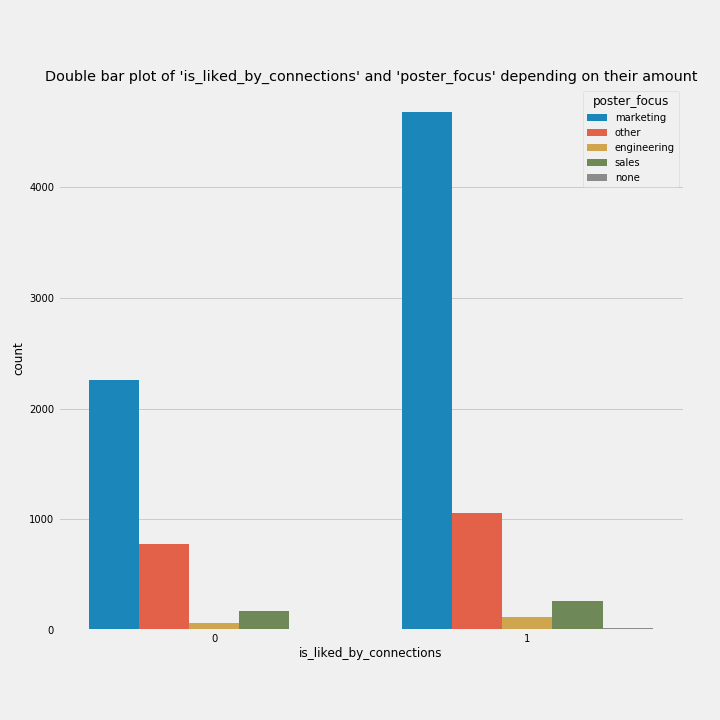 Double bar plot of 'is_liked_by_connections' and 'poster_focus' depending on their amount
poster_focus
marketing
other
engineering
sales
none
4000
3000
2000
1000
0
count
0
1
is_liked_by_connections